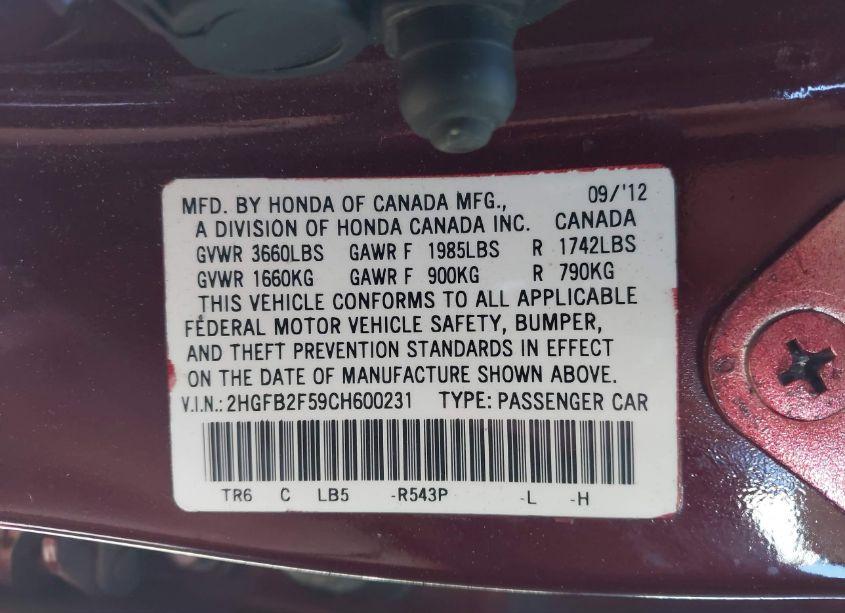 MFD. BY HONDA OF CANADA MFG., 09/'12
A DIVISION OF HONDA CANADA INC. CANADA
GVWR 3660LBS GAWR F 1985LBS R 1742LBS
GVWR 1660KG GAWR F 900KG R 790KG
THIS VEHICLE CONFORMS TO ALL APPLICABLE
FEDERAL MOTOR VEHICLE SAFETY, BUMPER,
AND THEFT PREVENTION STANDARDS IN EFFECT
ON THE DATE OF MANUFACTURE SHOWN ABOVE.
V.I.N.: 2HGFB2F59CH600231 TYPE: PASSENGER CAR
TR6 C LB5 -R543P -L -H